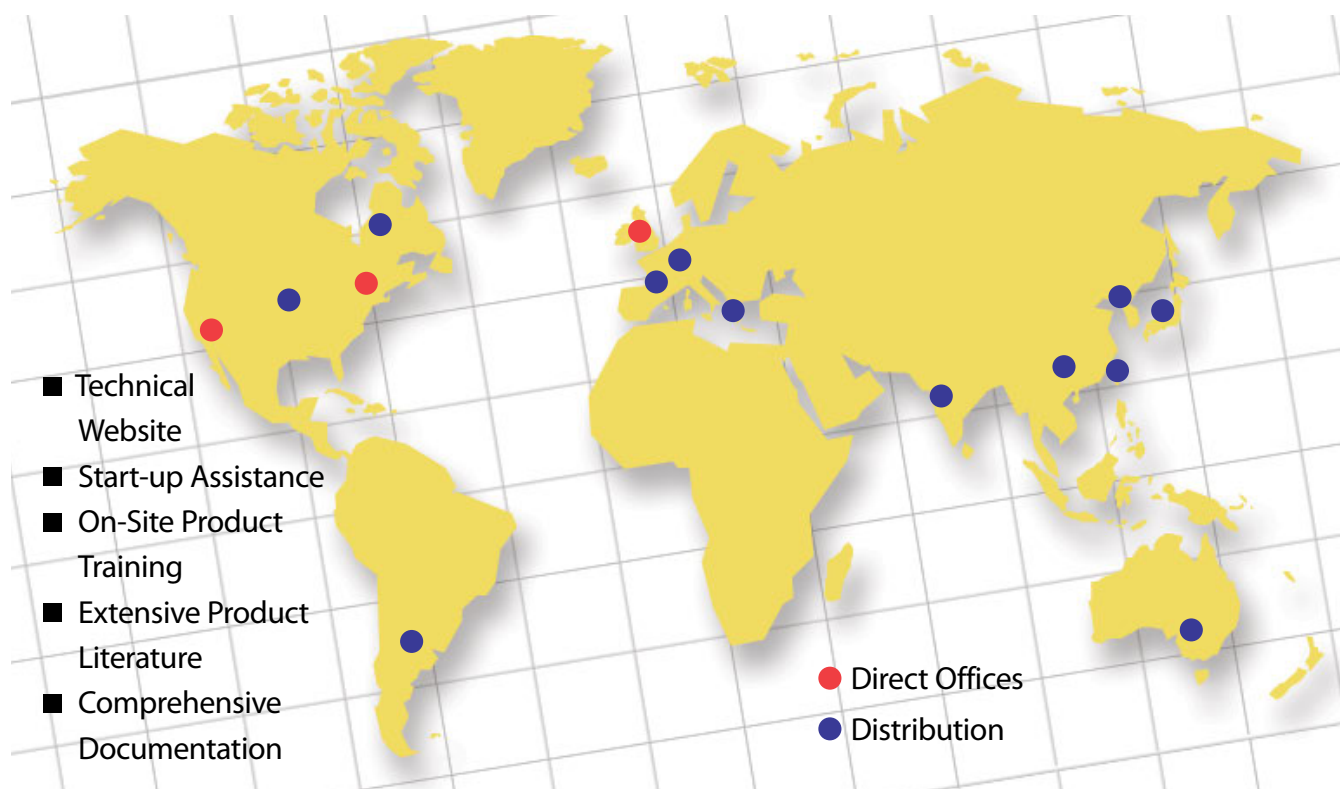 ■ Technical
Website
■ Start-up Assistance
■ On-Site Product
Training
■ Extensive Product
Literature
■ Comprehensive
Documentation
Direct Offices
Distribution